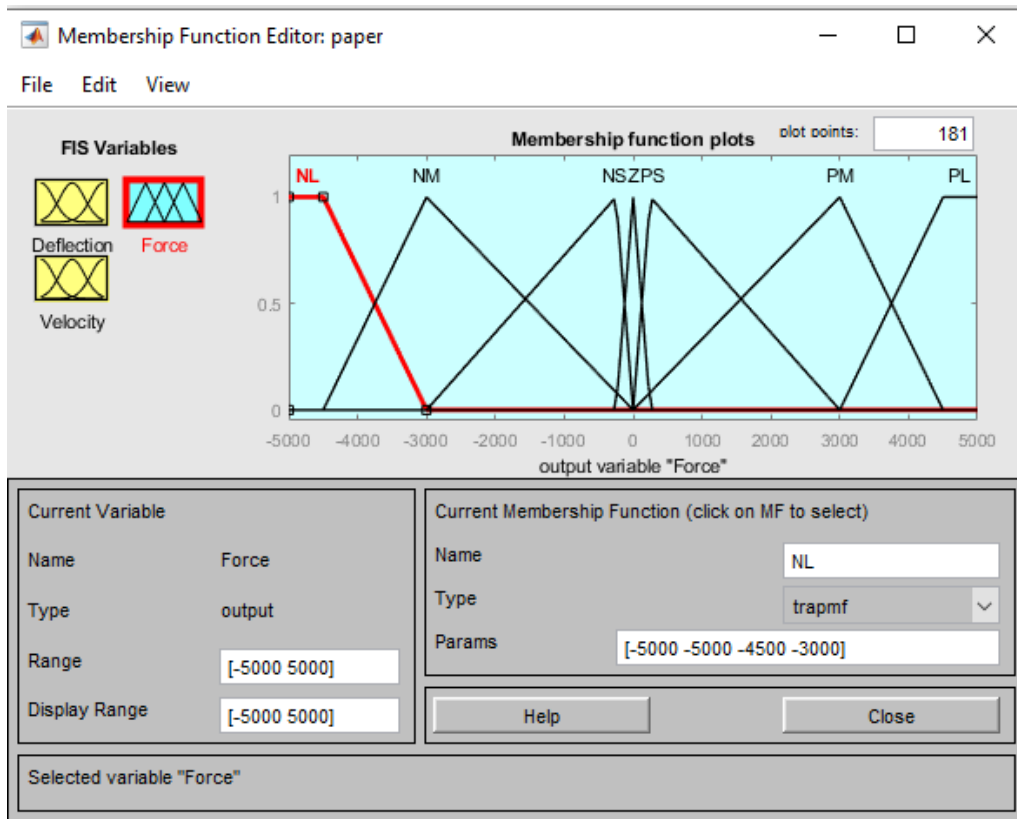 Membership Function Editor: paper
File Edit View
FIS Variables
Deflection
Force
Velocity
Membership function plots
plot points:
181
NL NM NSZPS PM PL
1
0.5
0
-5000 -4000 -3000 -2000 -1000 0 1000 2000 3000 4000 5000
output variable "Force"
Current Variable
Name Force
Type output
Range [-5000 5000]
Display Range [-5000 5000]
Current Membership Function (click on MF to select)
Name NL
Type trapmf
Params [-5000 -5000 -4500 -3000]
Help Close
Selected variable "Force"